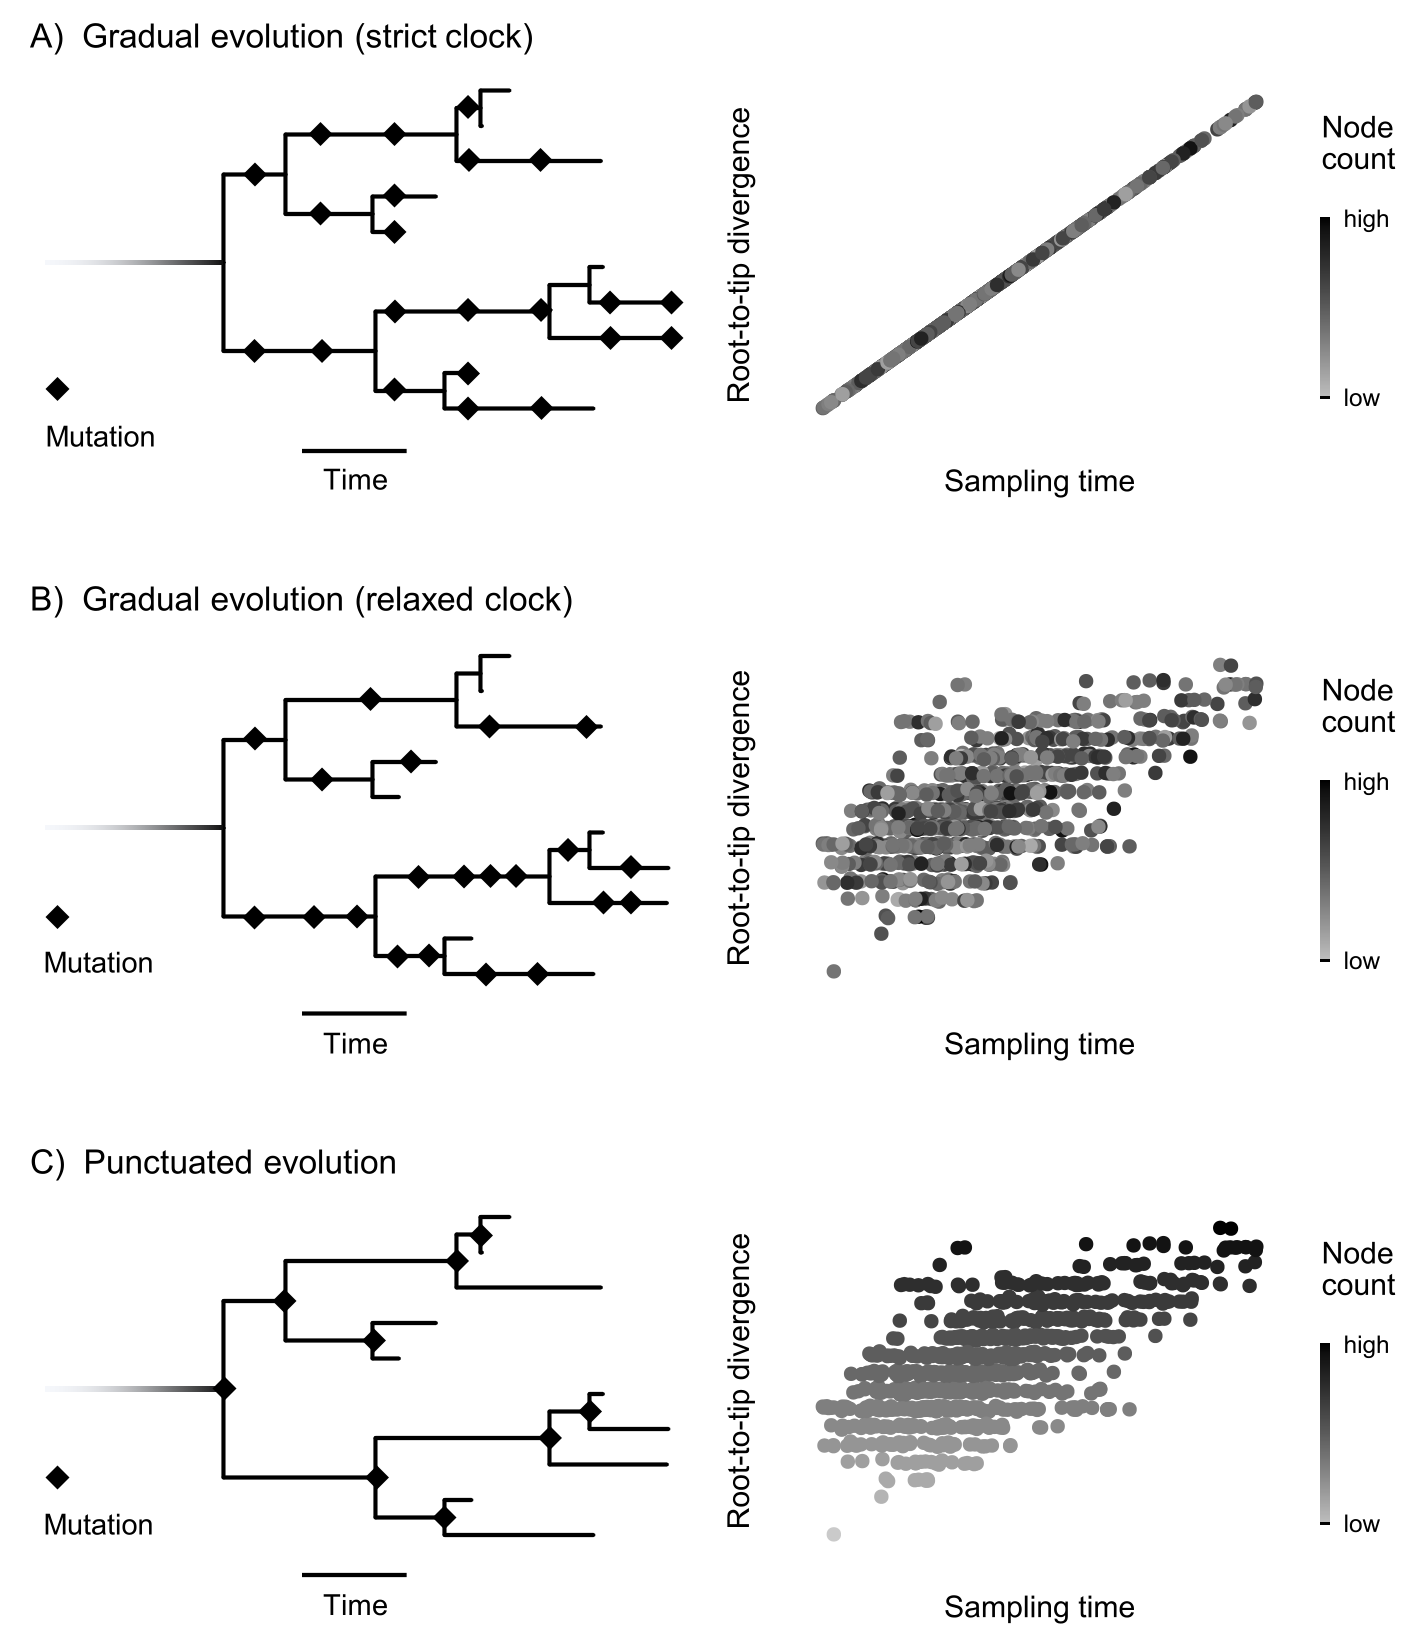 A) Gradual evolution (strict clock)
Mutation
Time
Root-to-tip divergence
Sampling time
Node
count
high
low
B) Gradual evolution (relaxed clock)
Mutation
Time
Root-to-tip divergence
Sampling time
Node
count
high
low
C) Punctuated evolution
Mutation
Time
Root-to-tip divergence
Sampling time
Node
count
high
low